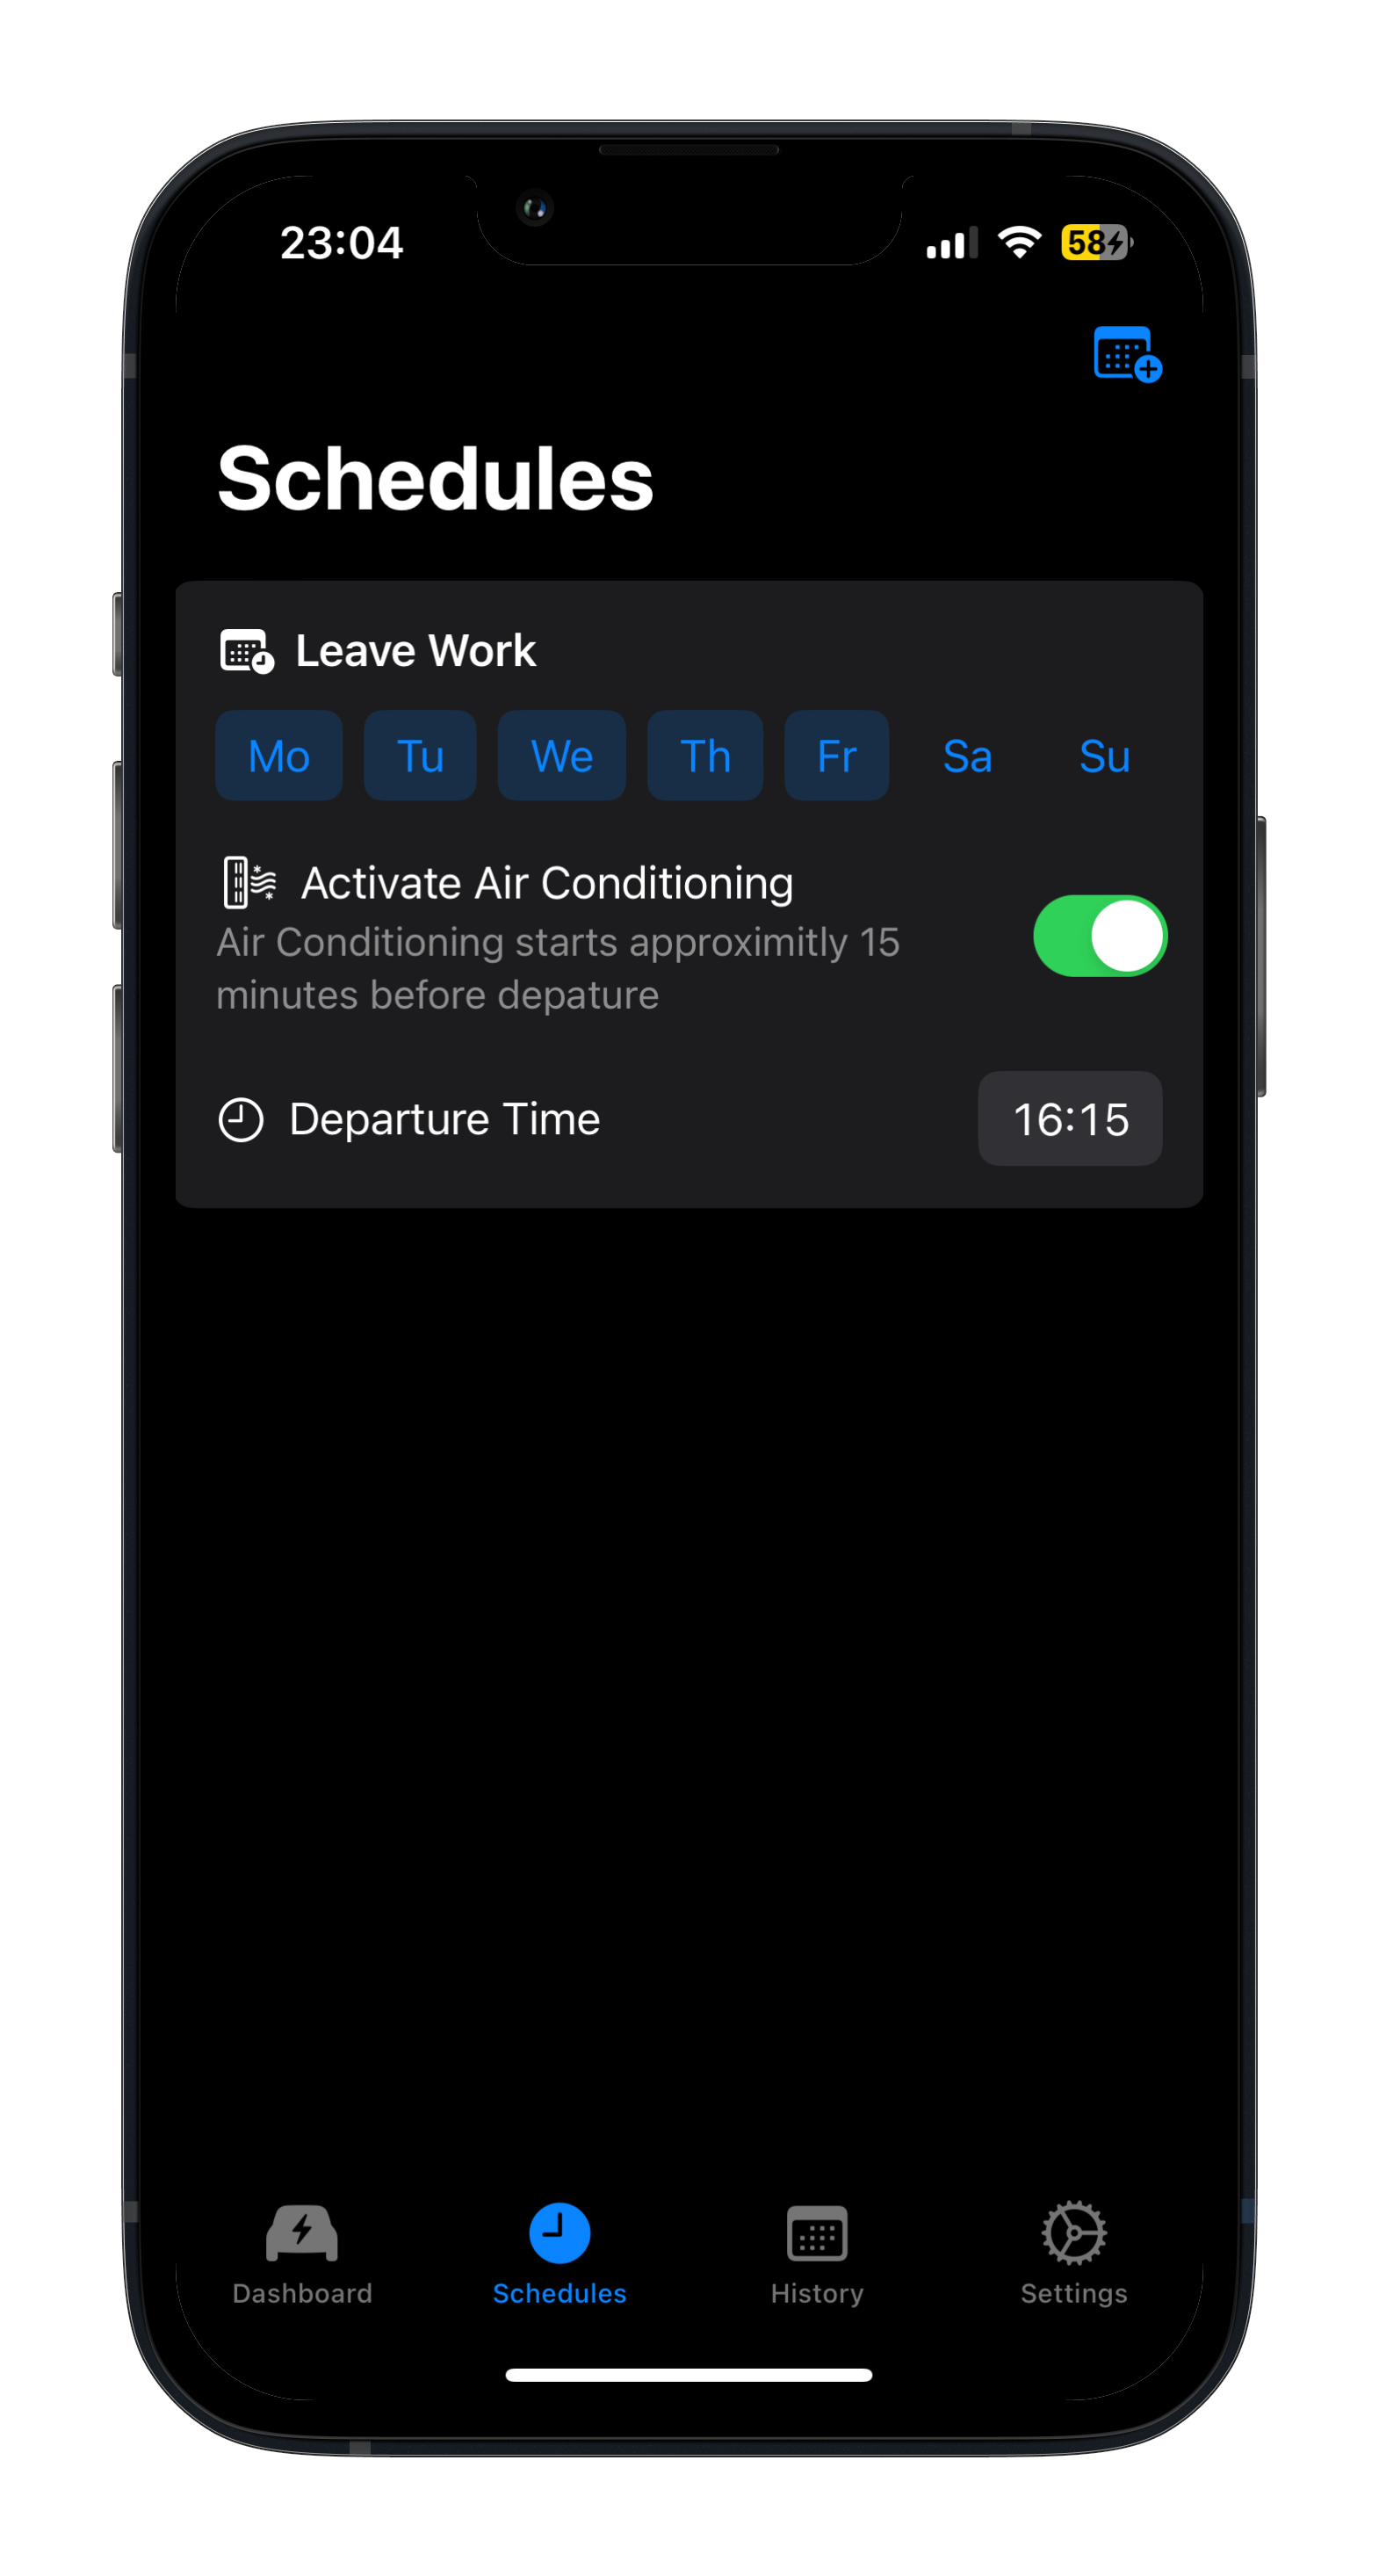 23:04
58
Schedules
Leave Work
Mo Tu We Th Fr Sa Su
Activate Air Conditioning
Air Conditioning starts approximitly 15
minutes before depature
Departure Time 16:15
Dashboard Schedules History Settings